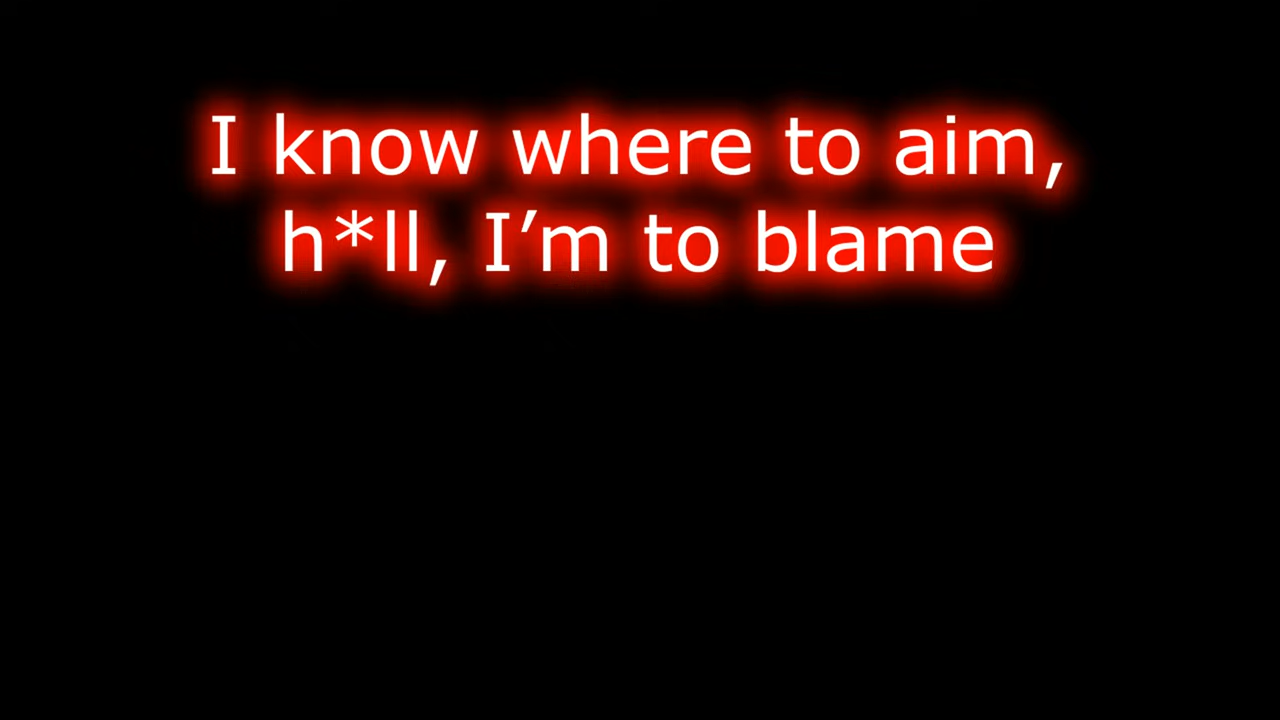 I know where to aim,
h*ll, I’m to blame